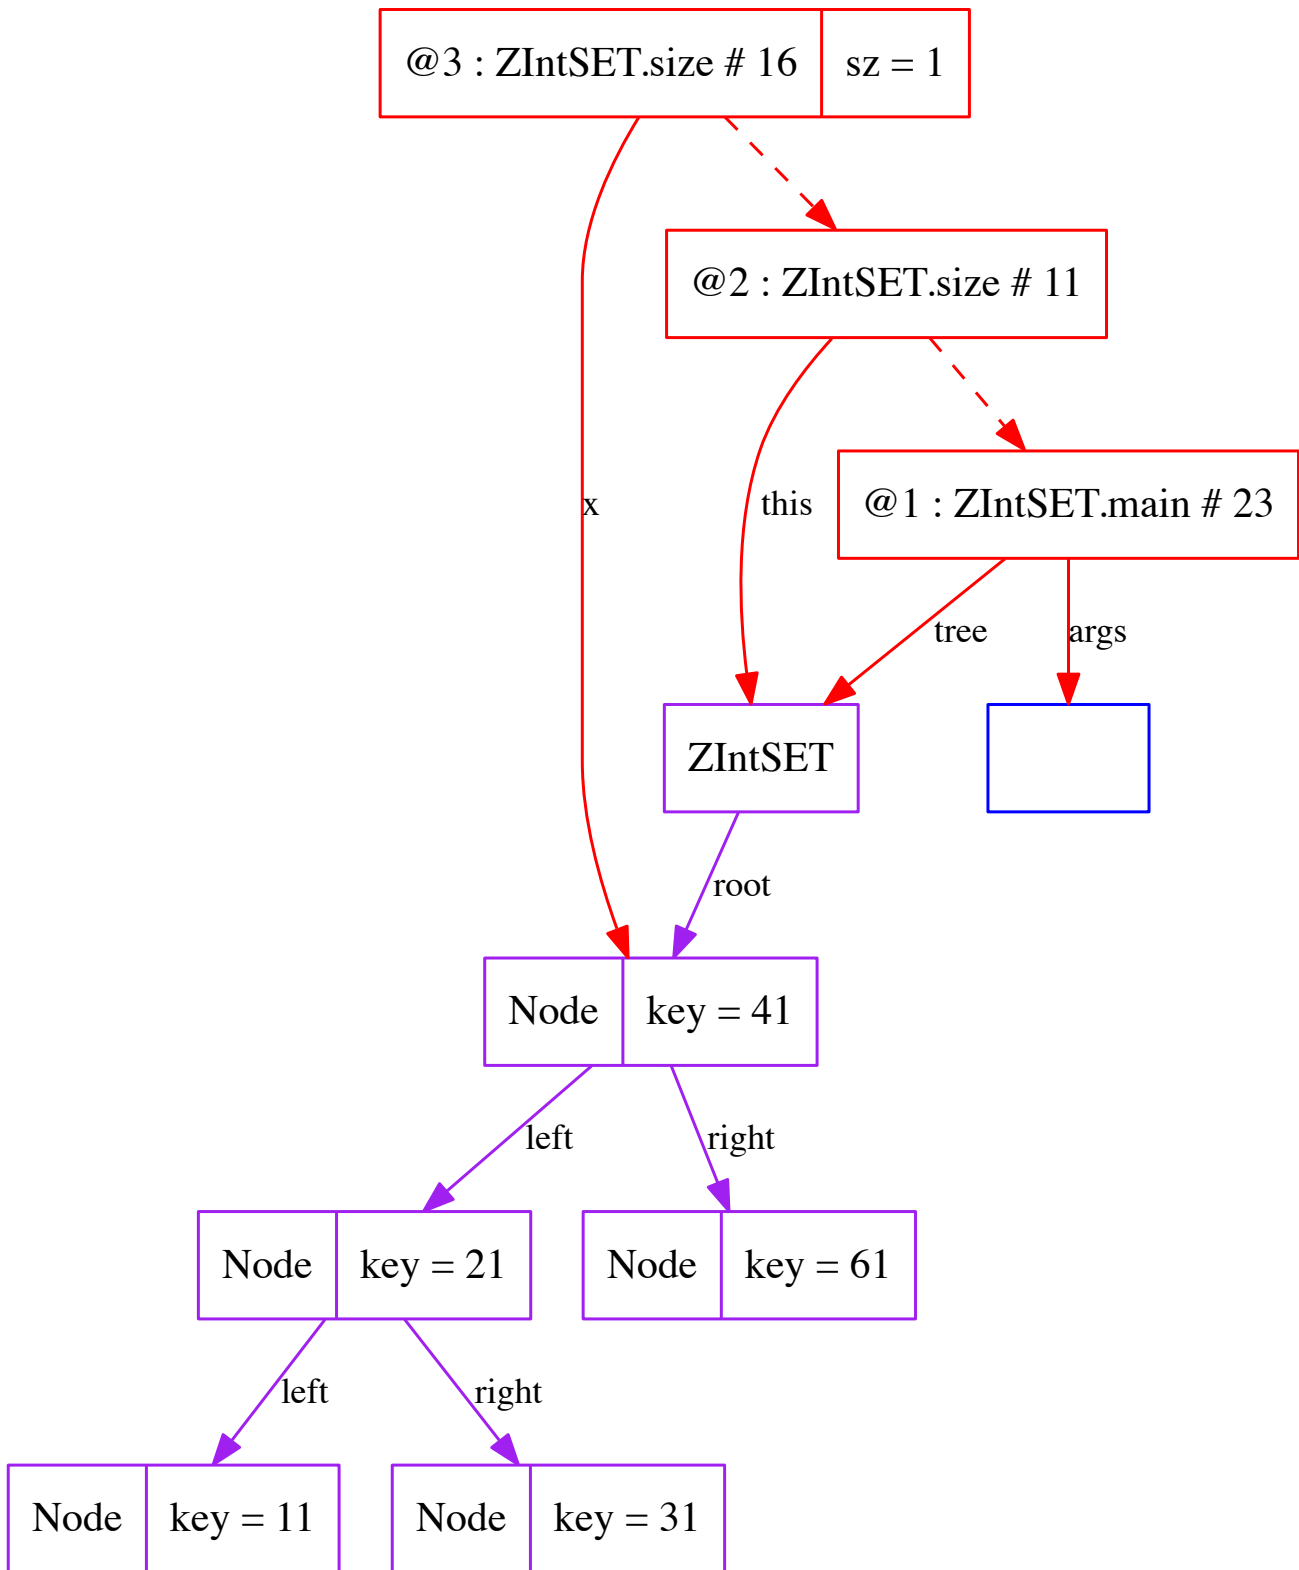 @3 : ZIntSET.size # 16 sz = 1
@2 : ZIntSET.size # 11
x
this
@1 : ZIntSET.main # 23
tree
args
ZIntSET
root
Node key = 41
left
right
Node key = 21
Node key = 61
left
right
Node key = 11
Node key = 31